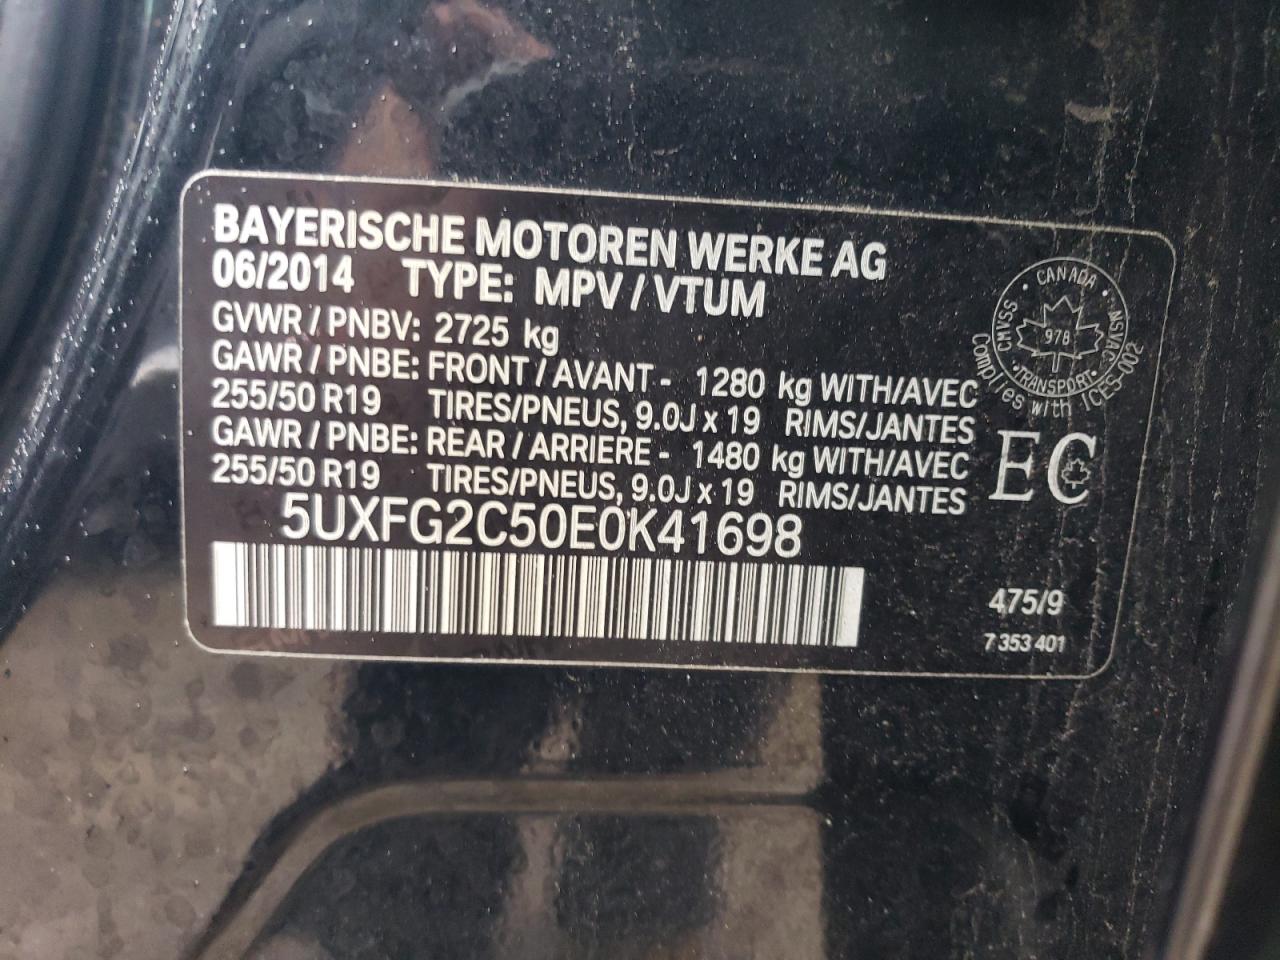 BAYERISCHE MOTOREN WERKE AG
06/2014 TYPE: MPV / VTUM
GVWR / PNBV: 2725 kg
GAWR / PNBE: FRONT / AVANT - 1280 kg WITH/AVEC
255/50 R19 TIRES/PNEUS, 9.0J x 19 RIMS/JANTES
GAWR / PNBE: REAR / ARRIERE - 1480 kg WITH/AVEC
255/50 R19 TIRES/PNEUS, 9.0J x 19 RIMS/JANTES
5UXFG2C50E0K41698
CANADA
CMVSS
NSVAC
978
TRANSPORT
Complies with ICES-002
EC
475/9
7 353 401